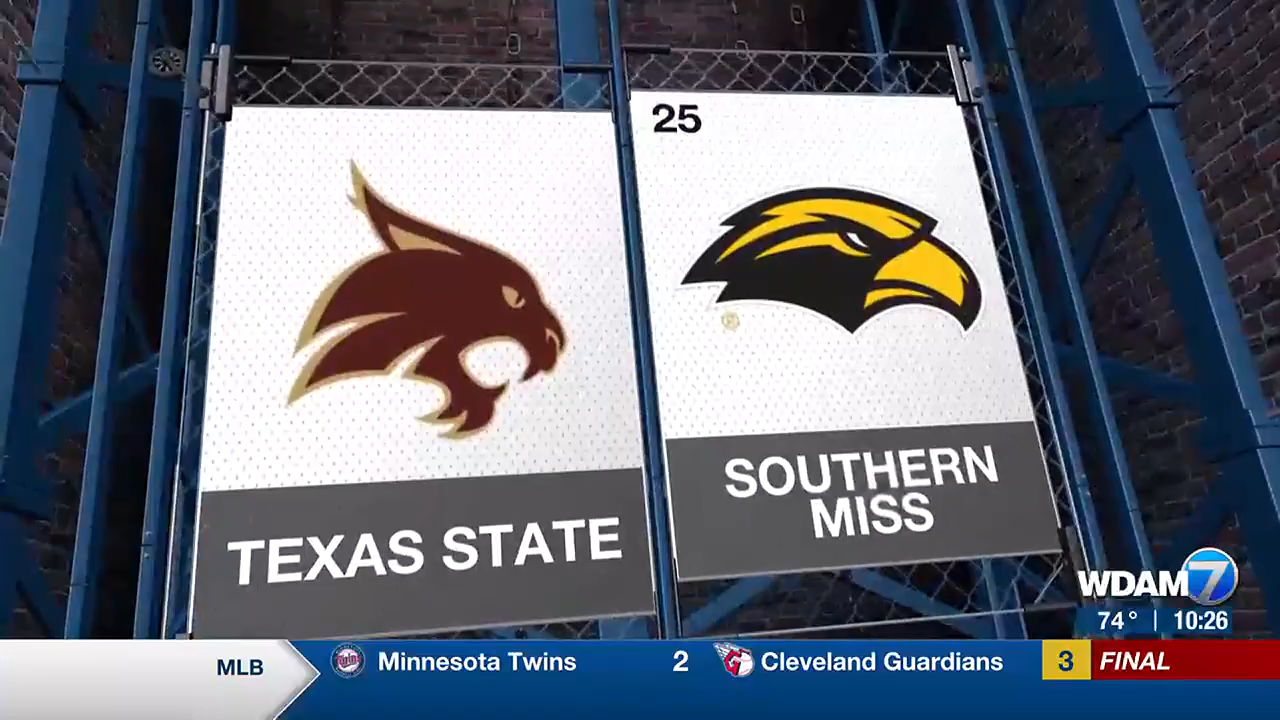 25
TEXAS STATE
SOUTHERN
MISS
WDAM 7
74° | 10:26
MLB
Minnesota Twins 2 Cleveland Guardians 3 FINAL